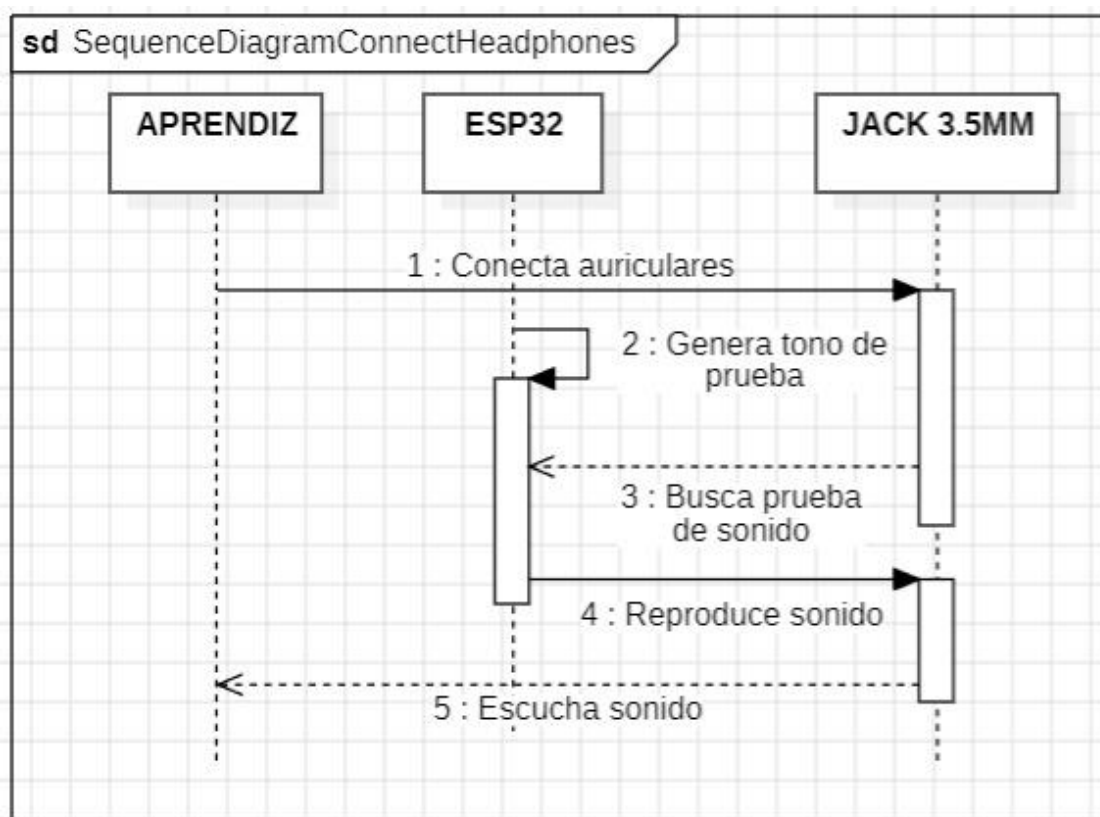 sd SequenceDiagramConnectHeadphones
APRENDIZ
ESP32
JACK 3.5MM
1 : Conecta auriculares
2 : Genera tono de
prueba
3 : Busca prueba
de sonido
4 : Reproduce sonido
5 : Escucha sonido